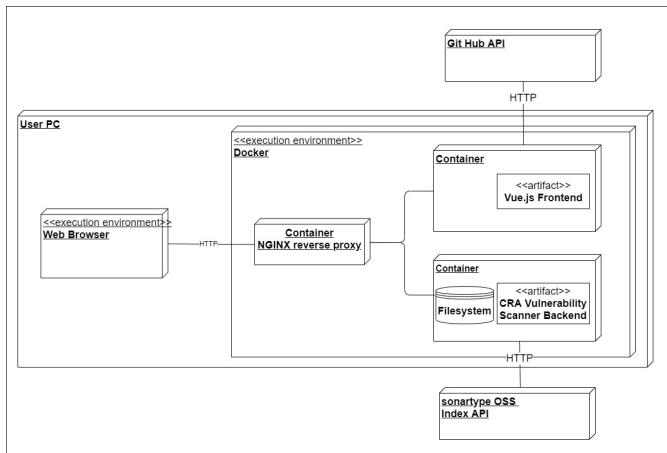 Git Hub API
HTTP
User PC
<<execution environment>>
Docker
Container
<<artifact>>
Vue.js Frontend
<<execution environment>>
Web Browser
HTTP
Container
NGINX reverse proxy
Container
Filesystem
<<artifact>>
CRA Vulnerability
Scanner Backend
HTTP
sonartype OSS
Index API